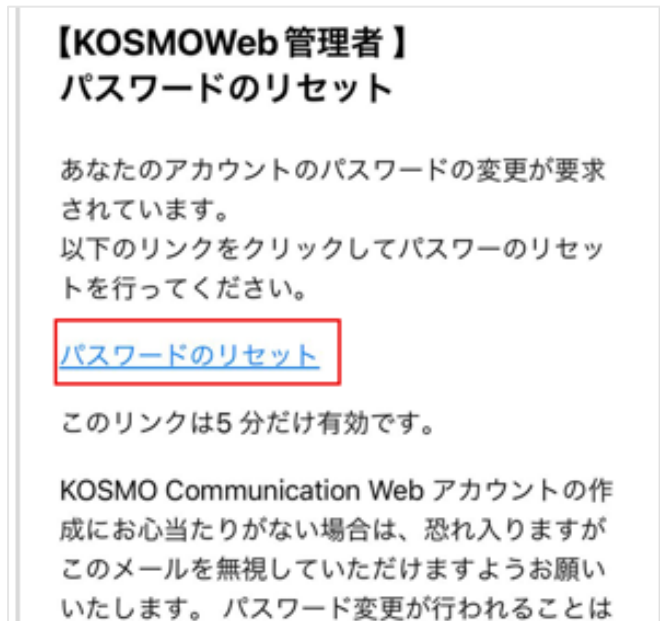 【KOSMOWeb管理者】
パスワードのリセット
あなたのアカウントのパスワードの変更が要求
されています。
以下のリンクをクリックしてパスワーのリセッ
トを行ってください。
パスワードのリセット
このリンクは5 分だけ有効です。
KOSMO Communication Web アカウントの作
成にお心当たりがない場合は、恐れ入りますが
このメールを無視していただけますようお願い
いたします。 パスワード変更が行われることは